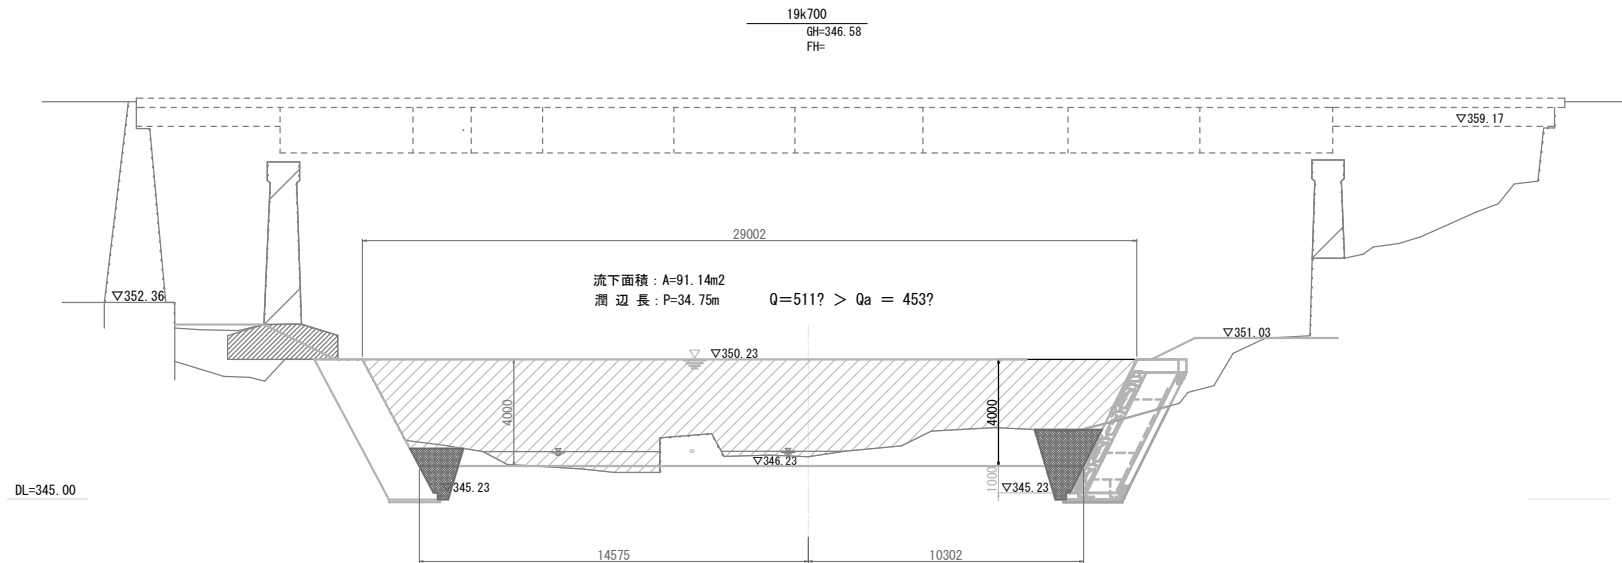 19k700
GH=346.58
FH=
▽359.17
29002
流下面積：A=91.14m2
潤 辺 長：P=34.75m
Q＝511? ＞ Qa ＝ 453?
▽352.36
▽351.03
▽350.23
4000
4000
▽346.23
1000
▽345.23
▽345.23
DL=345.00
14575
10302